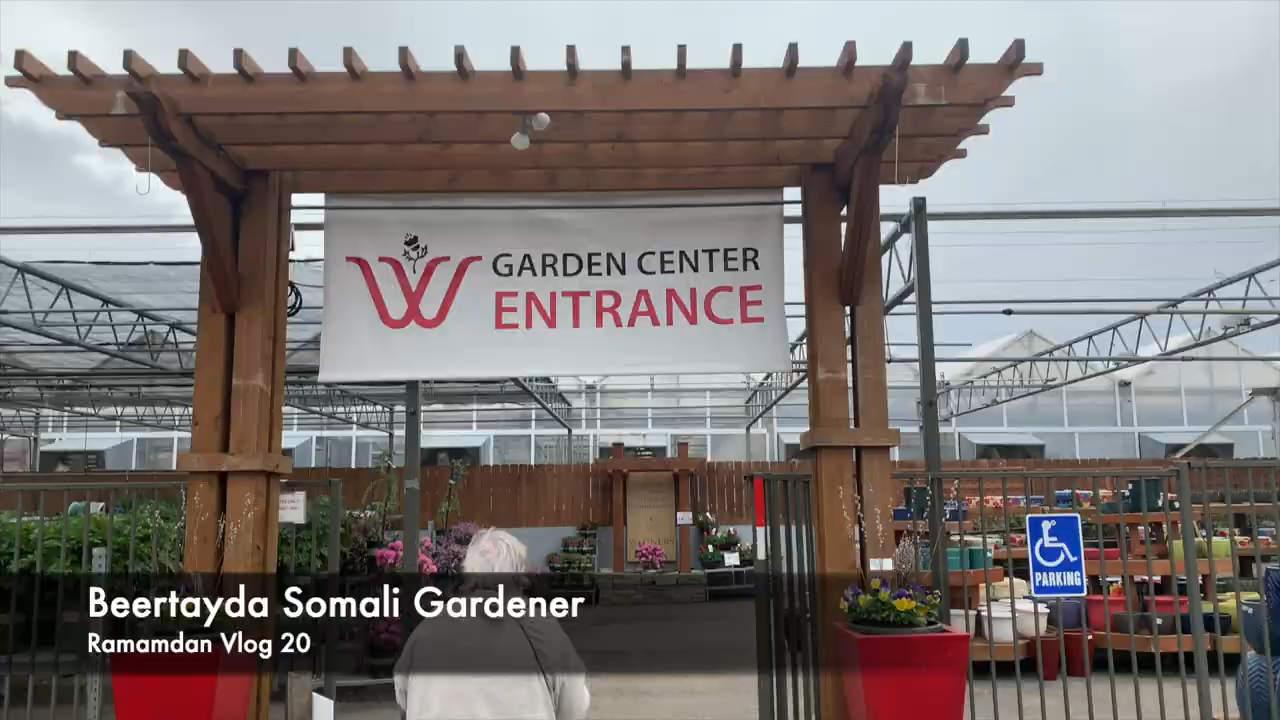 W GARDEN CENTER
ENTRANCE
PARKING
Beertayda Somali Gardener
Ramamdan Vlog 20